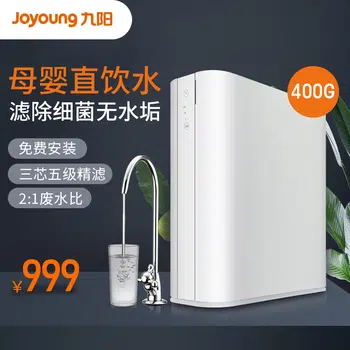 Joyoung 九阳
母婴直饮水
400G
滤除细菌无水垢
免费安装
三芯五级精滤
2:1废水比
¥999